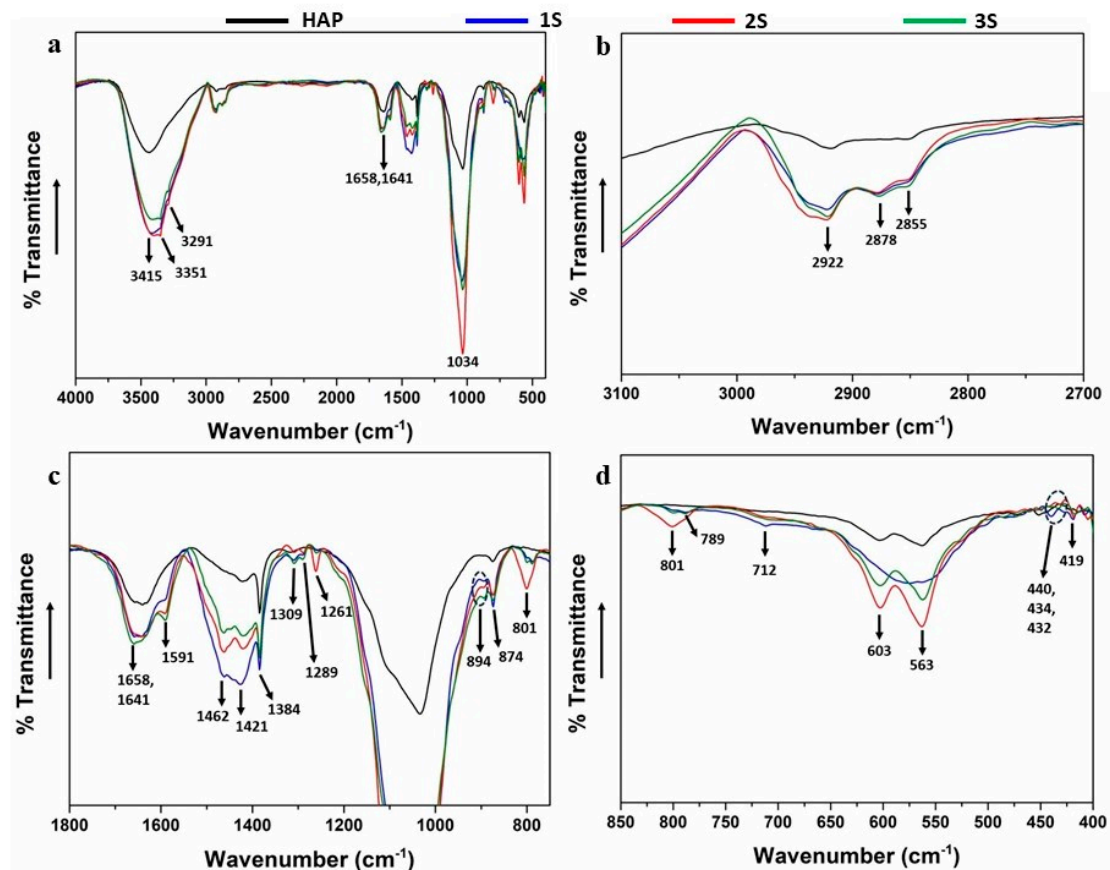 HAP 1S 2S 3S
a
% Transmittance
3415
3351
3291
1658,1641
1034
4000 3500 3000 2500 2000 1500 1000 500
Wavenumber (cm⁻¹)
b
% Transmittance
2922
2878
2855
3100 3000 2900 2800 2700
Wavenumber (cm⁻¹)
c
% Transmittance
1658,
1641
1591
1462
1421
1384
1309
1289
1261
894
874
801
1800 1600 1400 1200 1000 800
Wavenumber (cm⁻¹)
d
% Transmittance
801
789
712
603
563
440,
434,
432
419
850 800 750 700 650 600 550 500 450 400
Wavenumber (cm⁻¹)